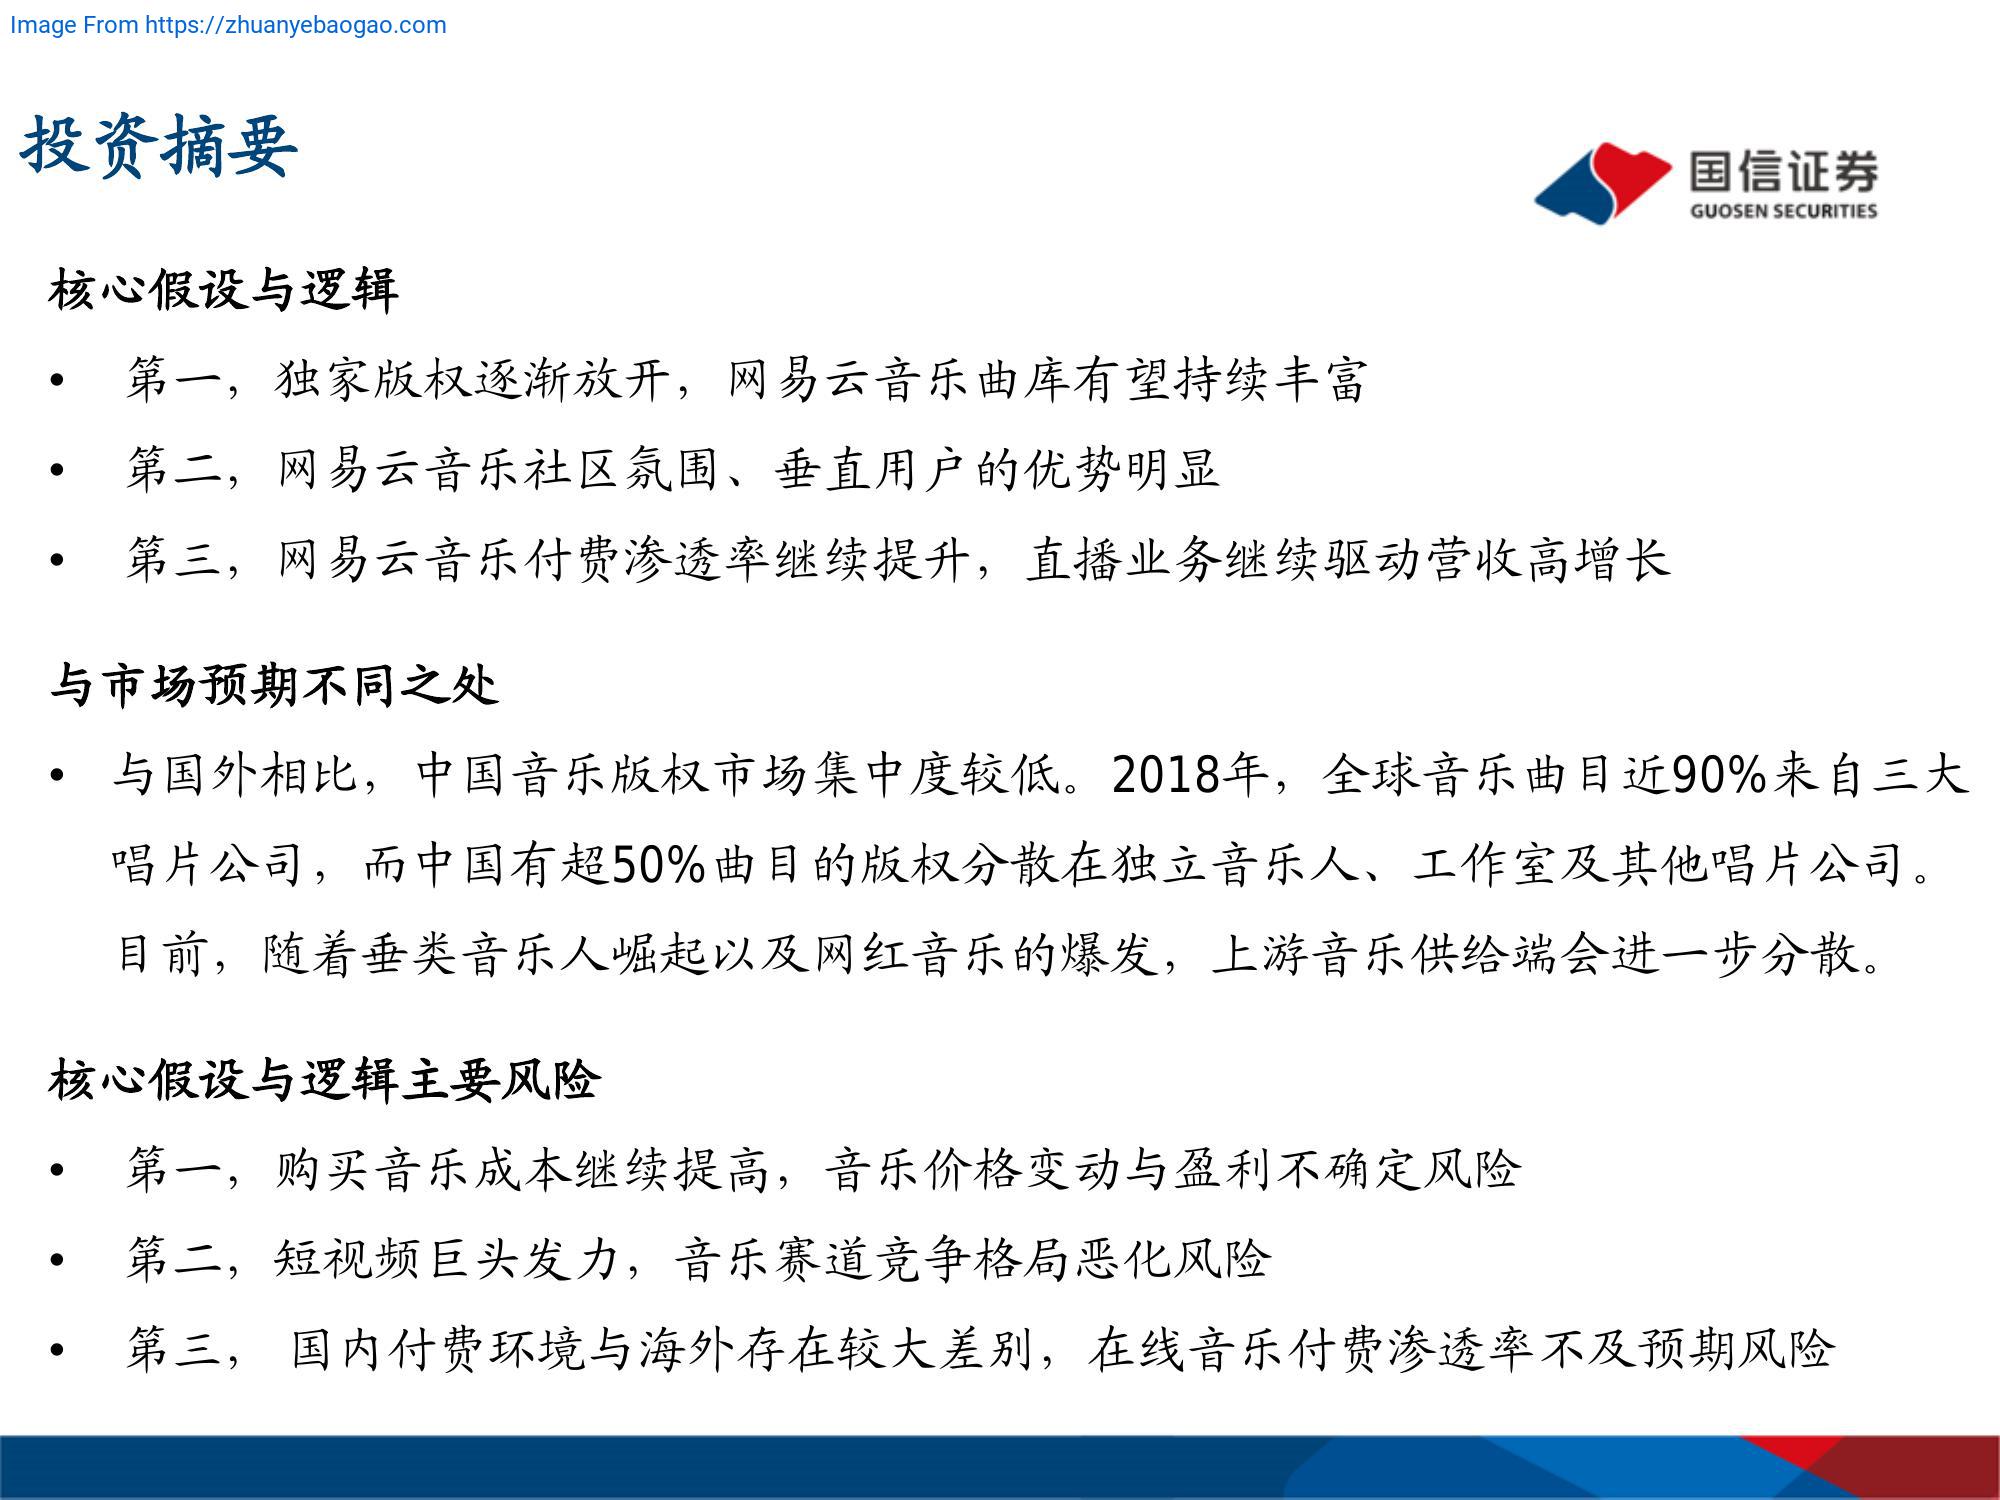 Image From https://zhuanyebaogao.com
投资摘要
国信证券
GUOSEN SECURITIES
核心假设与逻辑
• 第一，独家版权逐渐放开，网易云音乐曲库有望持续丰富
• 第二，网易云音乐社区氛围、垂直用户的优势明显
• 第三，网易云音乐付费渗透率继续提升，直播业务继续驱动营收高增长
与市场预期不同之处
• 与国外相比，中国音乐版权市场集中度较低。2018年，全球音乐曲目近90%来自三大
唱片公司，而中国有超50%曲目的版权分散在独立音乐人、工作室及其他唱片公司。
目前，随着垂类音乐人崛起以及网红音乐的爆发，上游音乐供给端会进一步分散。
核心假设与逻辑主要风险
• 第一，购买音乐成本继续提高，音乐价格变动与盈利不确定风险
• 第二，短视频巨头发力，音乐赛道竞争格局恶化风险
• 第三， 国内付费环境与海外存在较大差别，在线音乐付费渗透率不及预期风险